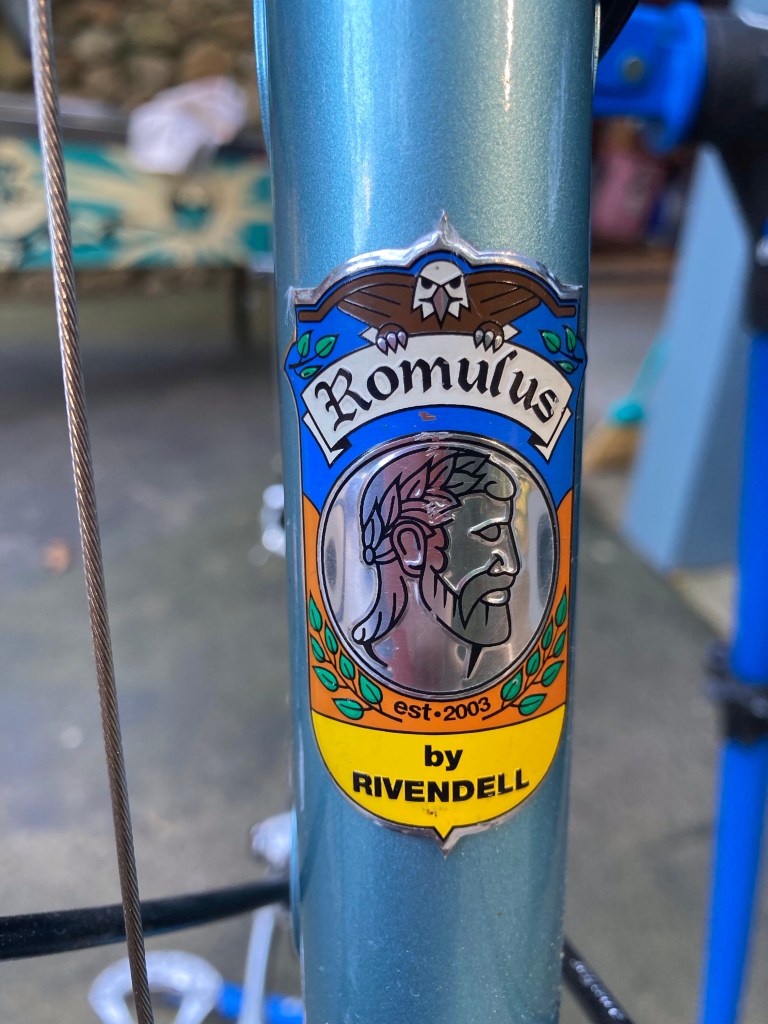 Romulus
est•2003
by
RIVENDELL